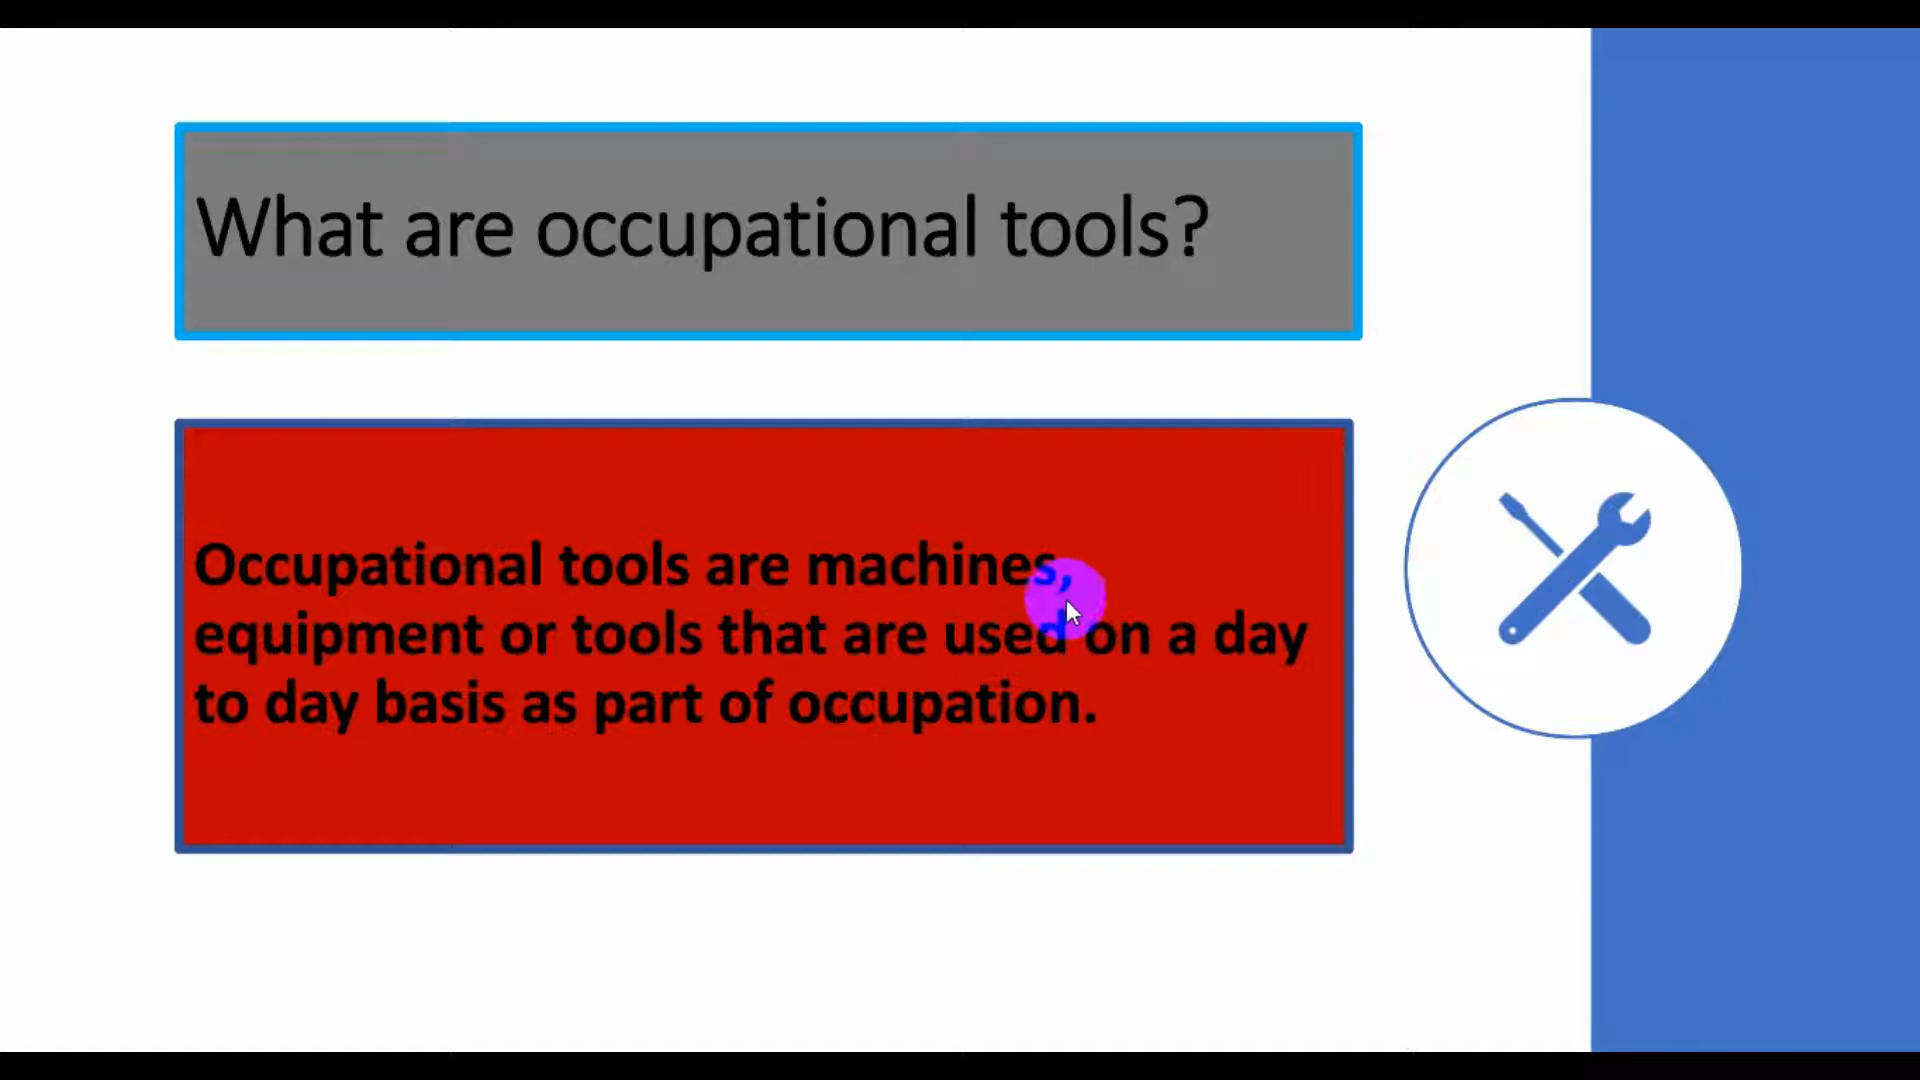 What are occupational tools?
Occupational tools are machines,
equipment or tools that are used on a day
to day basis as part of occupation.